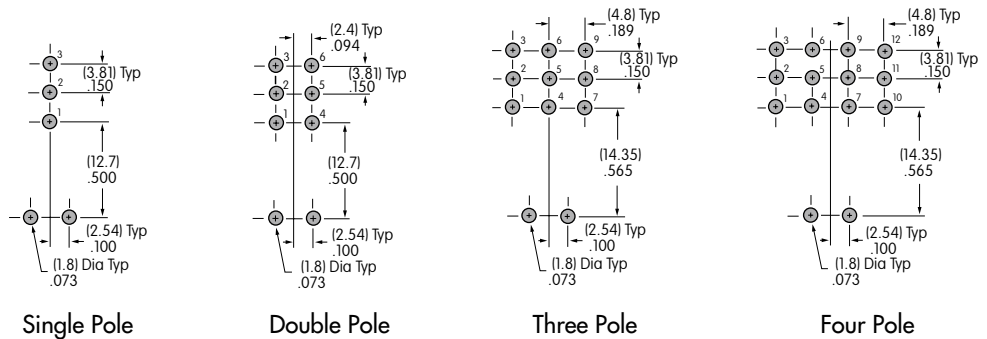 3
(3.81) Typ
.150
2
1
(12.7)
.500
(2.54) Typ
.100
(1.8) Dia Typ
.073
Single Pole
(2.4) Typ
.094
3 6
(3.81) Typ
.150
2 5
1 4
(12.7)
.500
(2.54) Typ
.100
(1.8) Dia Typ
.073
Double Pole
(4.8) Typ
.189
3 6 9
(3.81) Typ
.150
2 5 8
1 4 7
(14.35)
.565
(2.54) Typ
.100
(1.8) Dia Typ
.073
Three Pole
(4.8) Typ
.189
3 6 9 12
(3.81) Typ
.150
2 5 8 11
1 4 7 10
(14.35)
.565
(2.54) Typ
.100
(1.8) Dia Typ
.073
Four Pole